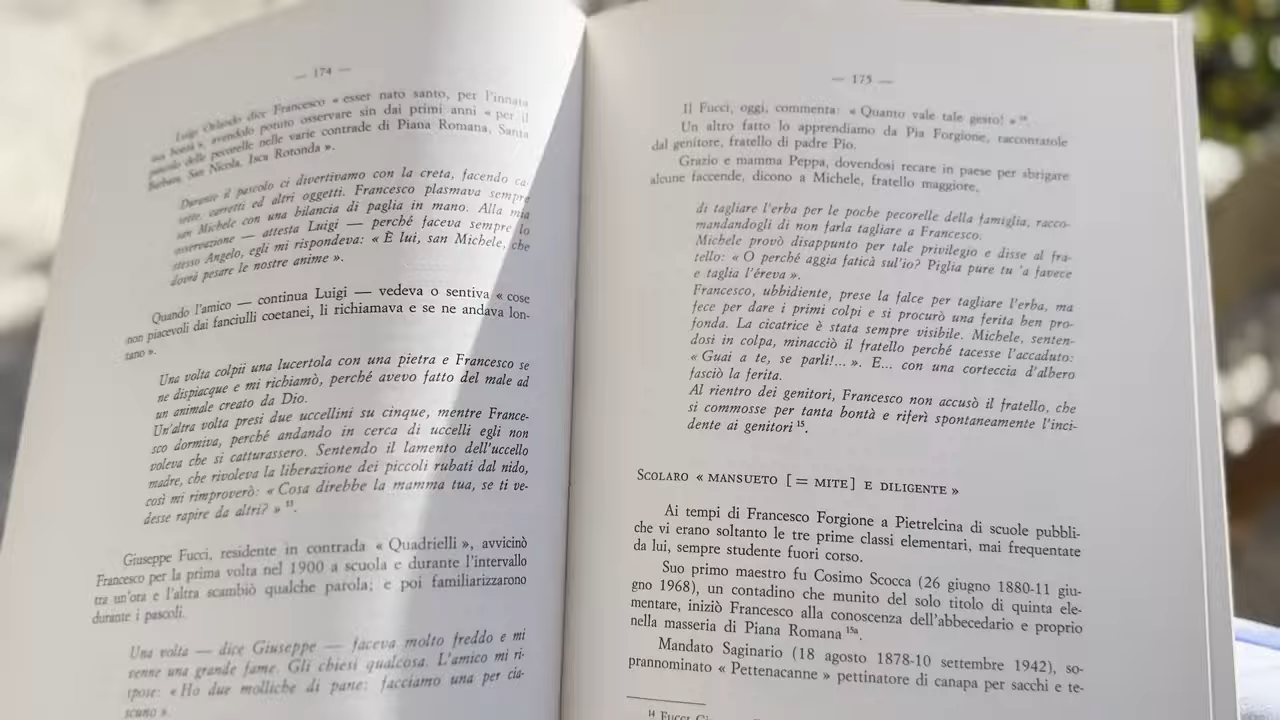 — 174 —
Luigi Orlando dice Francesco « esser nato santo, per l'innata
sua bontà », avendolo potuto osservare sin dai primi anni « per il
pascolo delle pecorelle nelle varie contrade di Piana Romana, Santa
Barbara, San Nicola, Isca Rotonda ».
Durante il pascolo ci divertivamo con la creta, facendo ca-
sette, carretti ed altri oggetti. Francesco plasmava sempre
san Michele con una bilancia di paglia in mano. Alla mia
osservazione — attesta Luigi — perché faceva sempre lo
stesso Angelo, egli mi rispondeva: « È lui, san Michele, che
dovrà pesare le nostre anime ».
Quando l'amico — continua Luigi — vedeva o sentiva « cose
non piacevoli dai fanciulli coetanei, li richiamava e se ne andava lon-
tano ».
Una volta colpii una lucertola con una pietra e Francesco se
ne dispiacque e mi richiamò, perché avevo fatto del male ad
un animale creato da Dio.
Un'altra volta presi due uccellini su cinque, mentre France-
sco dormiva, perché andando in cerca di uccelli egli non
voleva che si catturassero. Sentendo il lamento dell'uccello
madre, che rivoleva la liberazione dei piccoli rubati dal nido,
così mi rimproverò: « Cosa direbbe la mamma tua, se ti ve-
desse rapire da altri? » 13.
Giuseppe Fucci, residente in contrada « Quadrielli », avvicinò
Francesco per la prima volta nel 1900 a scuola e durante l'intervallo
tra un'ora e l'altra scambiò qualche parola; e poi familiarizzarono
durante i pascoli.
Una volta — dice Giuseppe — faceva molto freddo e mi
venne una grande fame. Gli chiesi qualcosa. L'amico mi ri-
spose: « Ho due molliche di pane: facciamo una per cia-
scuno ».
— 175 —
Il Fucci, oggi, commenta: « Quanto vale tale gesto! » 14.
Un altro fatto lo apprendiamo da Pia Forgione, raccontatole
dal genitore, fratello di padre Pio.
Grazio e mamma Peppa, dovendosi recare in paese per sbrigare
alcune faccende, dicono a Michele, fratello maggiore,
di tagliare l'erba per le poche pecorelle della famiglia, racco-
mandandogli di non farla tagliare a Francesco.
Michele provò disappunto per tale privilegio e disse al fra-
tello: « O perché aggia faticà sul'io? Piglia pure tu 'a favece
e taglia l'éreva ».
Francesco, ubbidiente, prese la falce per tagliare l'erba, ma
fece per dare i primi colpi e si procurò una ferita ben pro-
fonda. La cicatrice è stata sempre visibile. Michele, senten-
dosi in colpa, minacciò il fratello perché tacesse l'accaduto:
« Guai a te, se parli!... ». E... con una corteccia d'albero
fasciò la ferita.
Al rientro dei genitori, Francesco non accusò il fratello, che
si commosse per tanta bontà e riferì spontaneamente l'inci-
dente ai genitori 15.
SCOLARO « MANSUETO [= MITE] E DILIGENTE »
Ai tempi di Francesco Forgione a Pietrelcina di scuole pubbli-
che vi erano soltanto le tre prime classi elementari, mai frequentate
da lui, sempre studente fuori corso.
Suo primo maestro fu Cosimo Scocca (26 giugno 1880-11 giu-
gno 1968), un contadino che munito del solo titolo di quinta ele-
mentare, iniziò Francesco alla conoscenza dell'abbecedario e proprio
nella masseria di Piana Romana 15a.
Mandato Saginario (18 agosto 1878-10 settembre 1942), so-
prannominato « Pettenacanne » pettinatore di canapa per sacchi e te-
14 Fucci